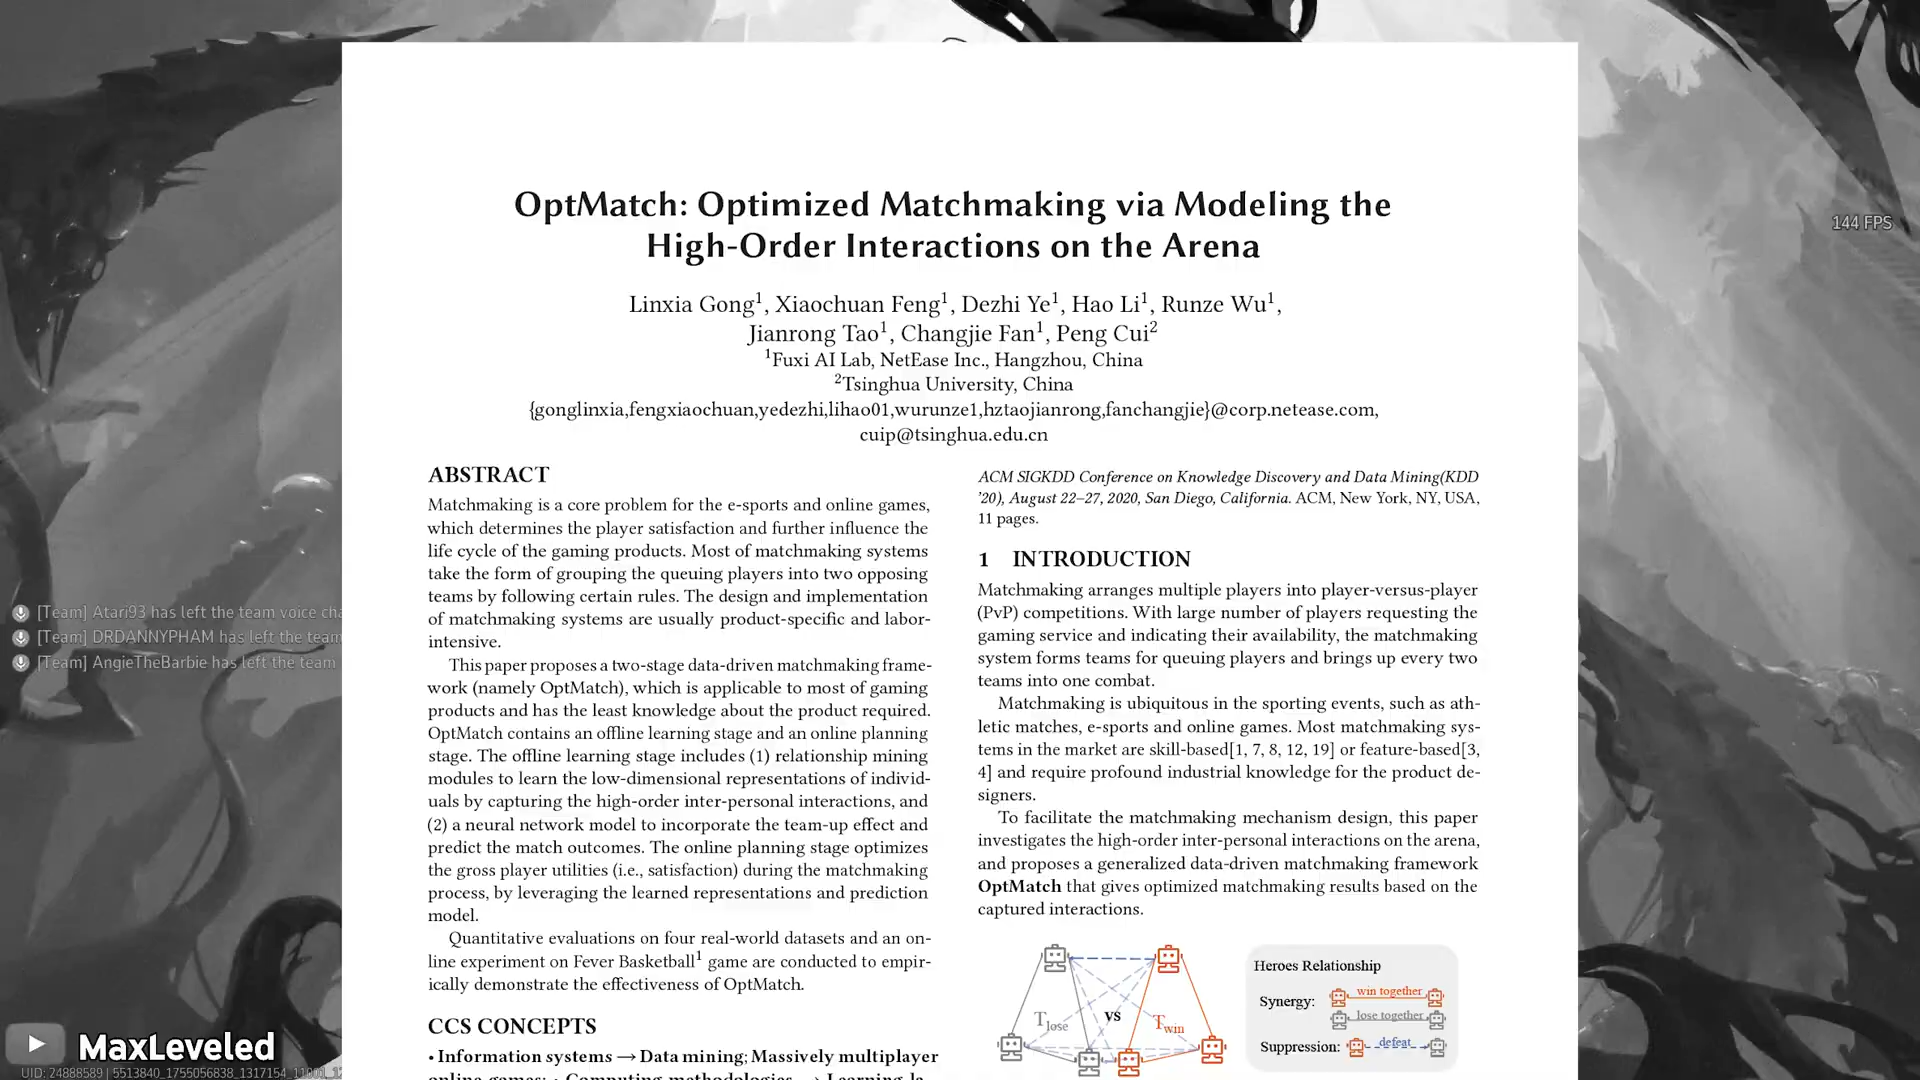 OptMatch: Optimized Matchmaking via Modeling the
High-Order Interactions on the Arena
Linxia Gong1, Xiaochuan Feng1, Dezhi Ye1, Hao Li1, Runze Wu1,
Jianrong Tao1, Changjie Fan1, Peng Cui2
1Fuxi AI Lab, NetEase Inc., Hangzhou, China
2Tsinghua University, China
{gonglinxia,fengxiaochuan,yedezhi,lihao01,wurunze1,hztaojianrong,fanchangjie}@corp.netease.com,
cuip@tsinghua.edu.cn
ABSTRACT
Matchmaking is a core problem for the e-sports and online games,
which determines the player satisfaction and further influence the
life cycle of the gaming products. Most of matchmaking systems
take the form of grouping the queuing players into two opposing
teams by following certain rules. The design and implementation
of matchmaking systems are usually product-specific and labor-
intensive.
This paper proposes a two-stage data-driven matchmaking frame-
work (namely OptMatch), which is applicable to most of gaming
products and has the least knowledge about the product required.
OptMatch contains an offline learning stage and an online planning
stage. The offline learning stage includes (1) relationship mining
modules to learn the low-dimensional representations of individ-
uals by capturing the high-order inter-personal interactions, and
(2) a neural network model to incorporate the team-up effect and
predict the match outcomes. The online planning stage optimizes
the gross player utilities (i.e., satisfaction) during the matchmaking
process, by leveraging the learned representations and prediction
model.
Quantitative evaluations on four real-world datasets and an on-
line experiment on Fever Basketball1 game are conducted to empir-
ically demonstrate the effectiveness of OptMatch.
CCS CONCEPTS
• Information systems → Data mining; Massively multiplayer
online games; • Computing methodologies → Learning la-
ACM SIGKDD Conference on Knowledge Discovery and Data Mining(KDD
'20), August 22–27, 2020, San Diego, California. ACM, New York, NY, USA,
11 pages.
1 INTRODUCTION
Matchmaking arranges multiple players into player-versus-player
(PvP) competitions. With large number of players requesting the
gaming service and indicating their availability, the matchmaking
system forms teams for queuing players and brings up every two
teams into one combat.
Matchmaking is ubiquitous in the sporting events, such as ath-
letic matches, e-sports and online games. Most matchmaking sys-
tems in the market are skill-based[1, 7, 8, 12, 19] or feature-based[3,
4] and require profound industrial knowledge for the product de-
signers.
To facilitate the matchmaking mechanism design, this paper
investigates the high-order inter-personal interactions on the arena,
and proposes a generalized data-driven matchmaking framework
OptMatch that gives optimized matchmaking results based on the
captured interactions.
Tlose vs Twin
Heroes Relationship
Synergy: win together
lose together
Suppression: defeat
144 FPS
[Team] Atari93 has left the team voice cha
[Team] DRDANNYPHAM has left the team
[Team] AngieTheBarbie has left the team
MaxLeveled
UID: 24888589 | 5513840_1755056838_1317154_